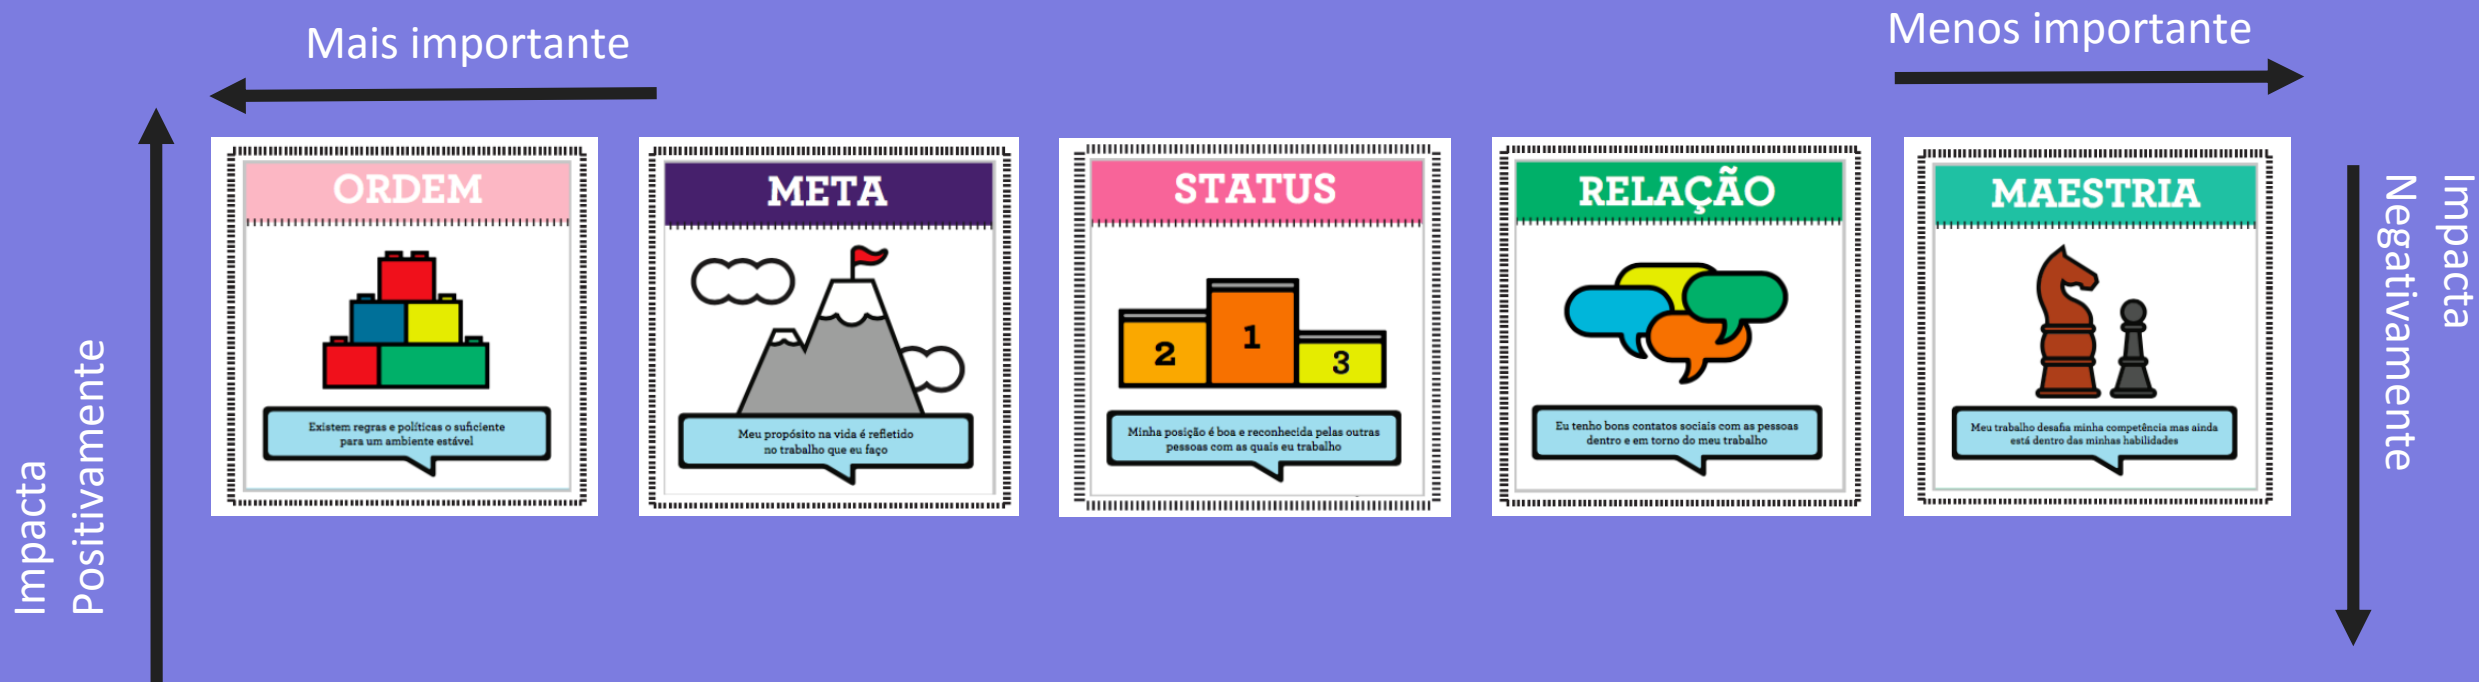 Mais importante
Menos importante
Impacta
Positivamente
ORDEM
Existem regras e políticas o suficiente
para um ambiente estável
META
Meu propósito na vida é refletido
no trabalho que eu faço
STATUS
2
1
3
Minha posição é boa e reconhecida pelas outras
pessoas com as quais eu trabalho
RELAÇÃO
Eu tenho bons contatos sociais com as pessoas
dentro e em torno do meu trabalho
MAESTRIA
Meu trabalho desafia minha competência mas ainda
está dentro das minhas habilidades
Impacta
Negativamente